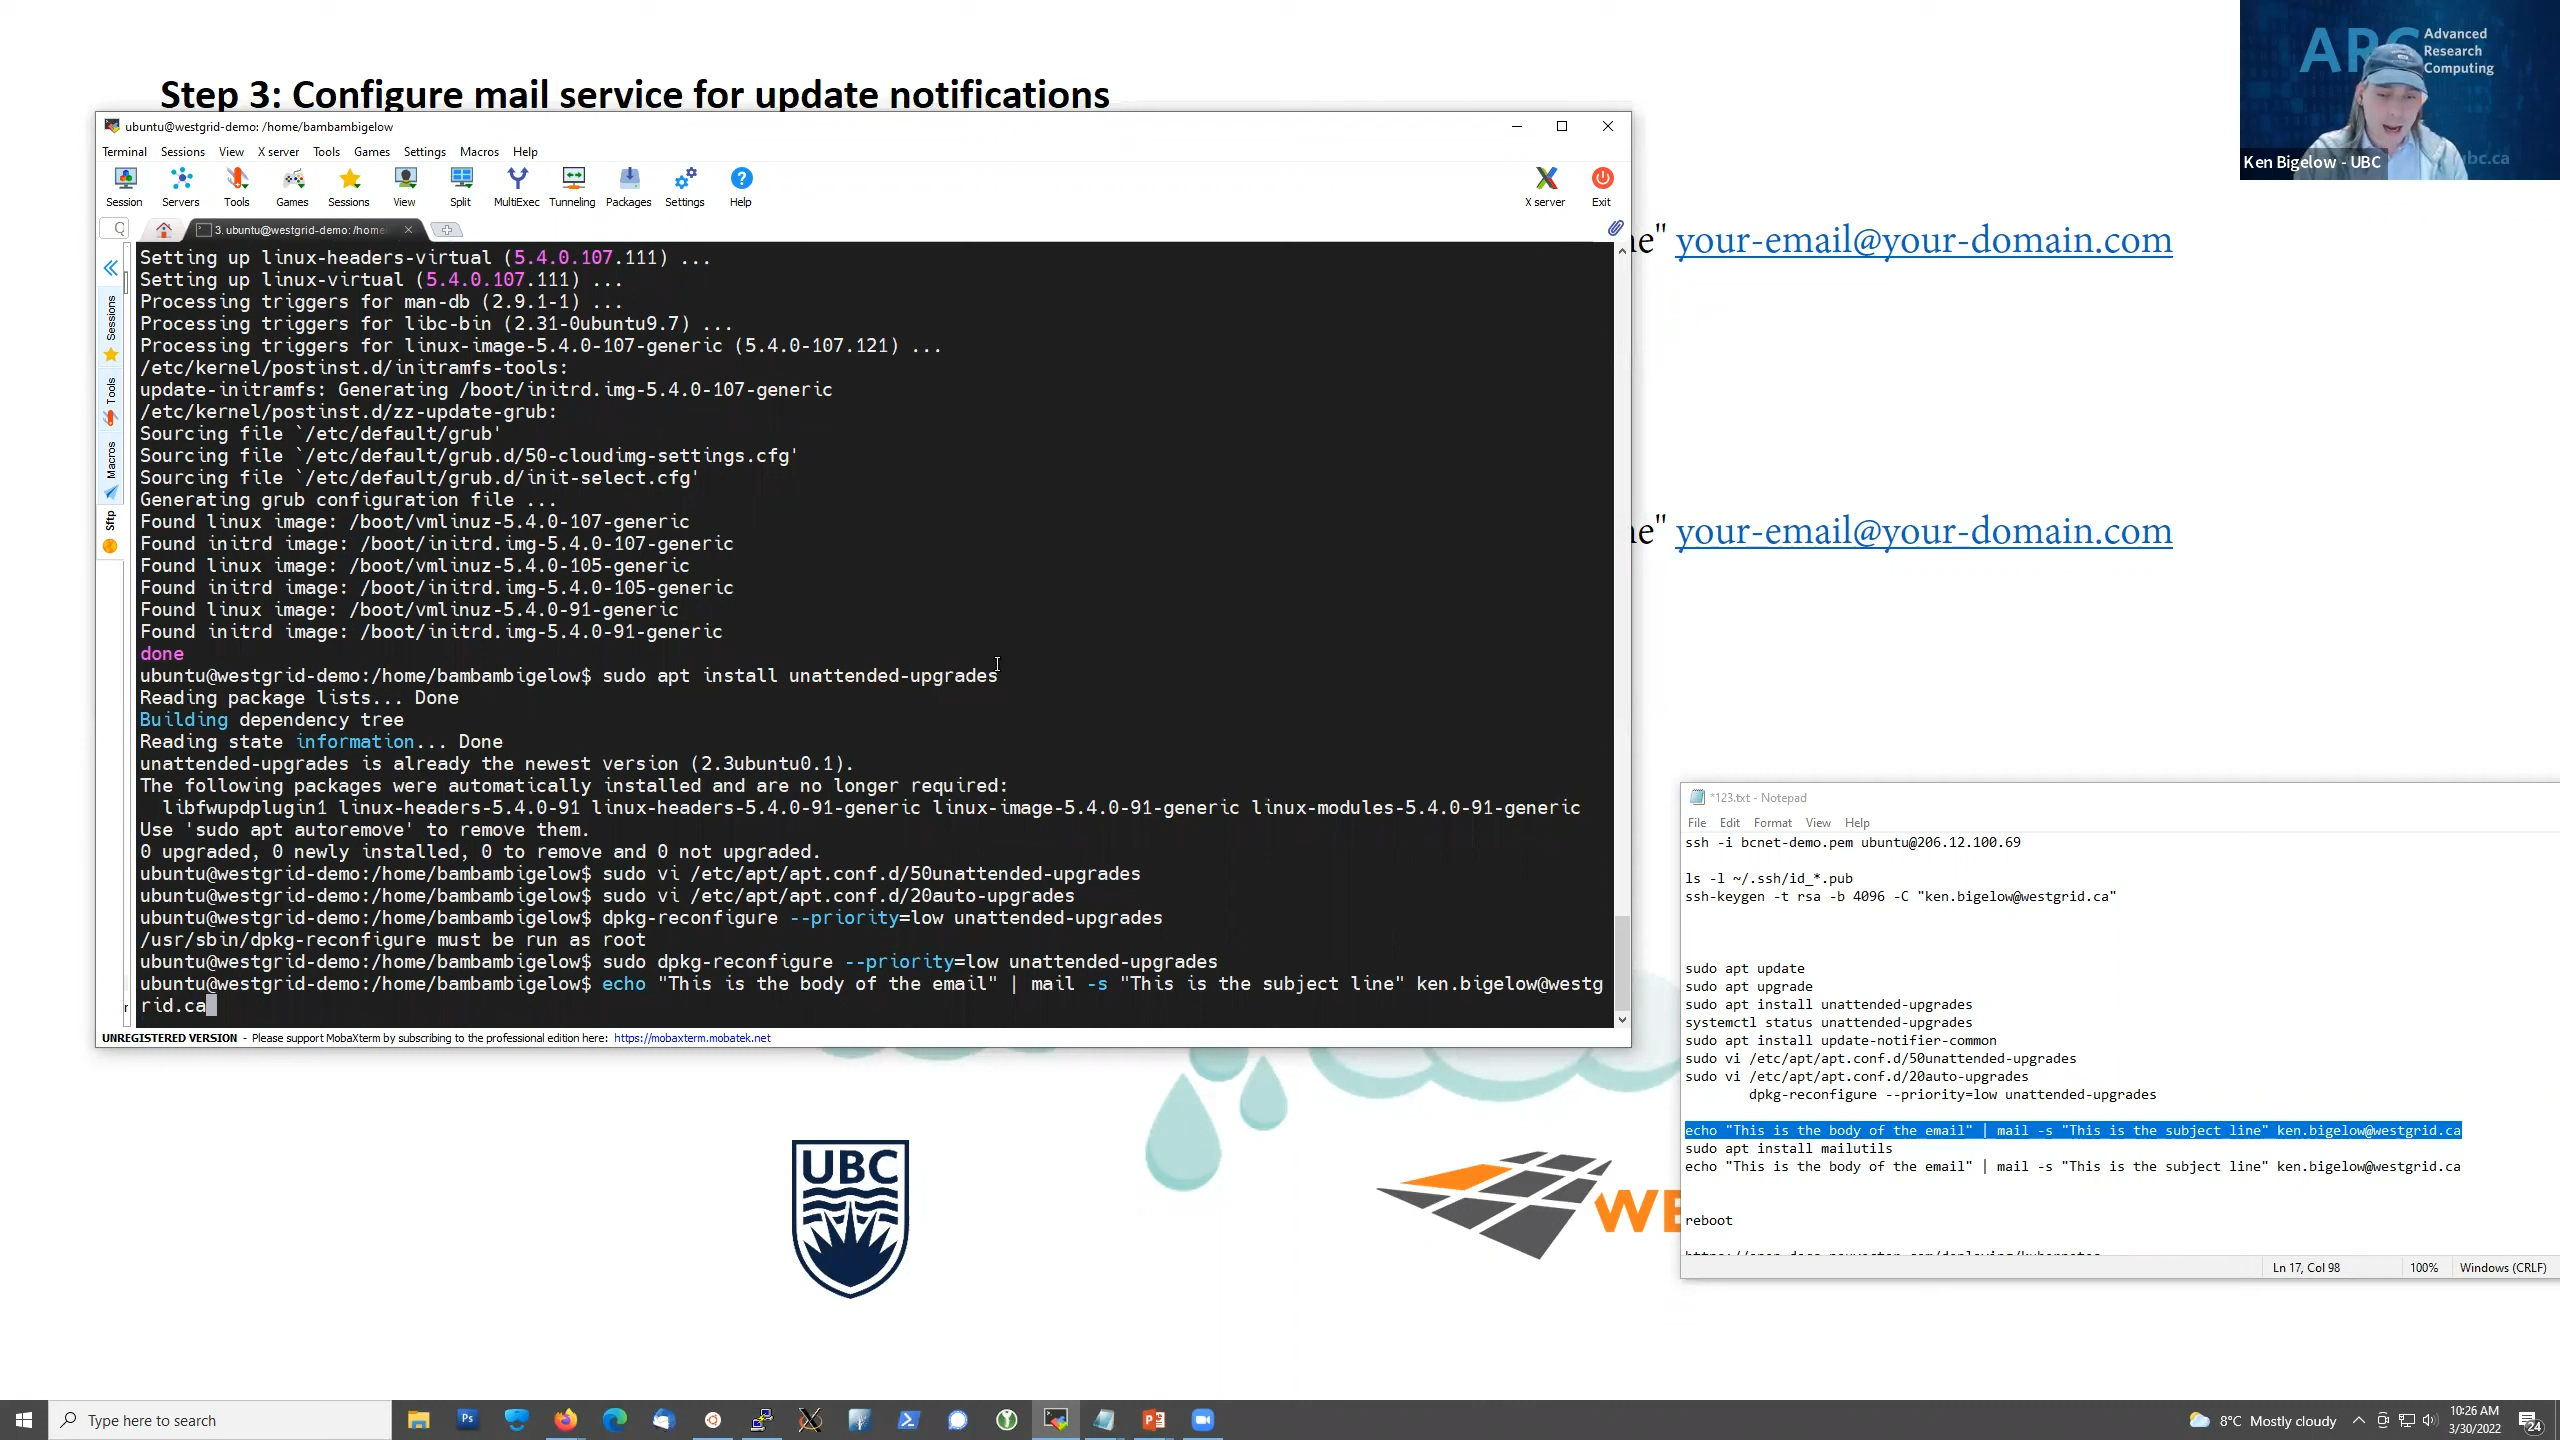 Step 3: Configure mail service for update notifications
ARC Advanced
Research
Computing
Ken Bigelow - UBC
ubc.ca
ubuntu@westgrid-demo: /home/bambambigelow
Terminal Sessions View X server Tools Games Settings Macros Help
Session Servers Tools Games Sessions View Split MultiExec Tunneling Packages Settings Help X server Exit
3. ubuntu@westgrid-demo: /home
Sessions
Tools
Macros
Sftp
Setting up linux-headers-virtual (5.4.0.107.111) ...
Setting up linux-virtual (5.4.0.107.111) ...
Processing triggers for man-db (2.9.1-1) ...
Processing triggers for libc-bin (2.31-0ubuntu9.7) ...
Processing triggers for linux-image-5.4.0-107-generic (5.4.0-107.121) ...
/etc/kernel/postinst.d/initramfs-tools:
update-initramfs: Generating /boot/initrd.img-5.4.0-107-generic
/etc/kernel/postinst.d/zz-update-grub:
Sourcing file `/etc/default/grub'
Sourcing file `/etc/default/grub.d/50-cloudimg-settings.cfg'
Sourcing file `/etc/default/grub.d/init-select.cfg'
Generating grub configuration file ...
Found linux image: /boot/vmlinuz-5.4.0-107-generic
Found initrd image: /boot/initrd.img-5.4.0-107-generic
Found linux image: /boot/vmlinuz-5.4.0-105-generic
Found initrd image: /boot/initrd.img-5.4.0-105-generic
Found linux image: /boot/vmlinuz-5.4.0-91-generic
Found initrd image: /boot/initrd.img-5.4.0-91-generic
done
ubuntu@westgrid-demo:/home/bambambigelow$ sudo apt install unattended-upgrades
Reading package lists... Done
Building dependency tree
Reading state information... Done
unattended-upgrades is already the newest version (2.3ubuntu0.1).
The following packages were automatically installed and are no longer required:
libfwupdplugin1 linux-headers-5.4.0-91 linux-headers-5.4.0-91-generic linux-image-5.4.0-91-generic linux-modules-5.4.0-91-generic
Use 'sudo apt autoremove' to remove them.
0 upgraded, 0 newly installed, 0 to remove and 0 not upgraded.
ubuntu@westgrid-demo:/home/bambambigelow$ sudo vi /etc/apt/apt.conf.d/50unattended-upgrades
ubuntu@westgrid-demo:/home/bambambigelow$ sudo vi /etc/apt/apt.conf.d/20auto-upgrades
ubuntu@westgrid-demo:/home/bambambigelow$ dpkg-reconfigure --priority=low unattended-upgrades
/usr/sbin/dpkg-reconfigure must be run as root
ubuntu@westgrid-demo:/home/bambambigelow$ sudo dpkg-reconfigure --priority=low unattended-upgrades
ubuntu@westgrid-demo:/home/bambambigelow$ echo "This is the body of the email" | mail -s "This is the subject line" ken.bigelow@westg
rid.ca
UNREGISTERED VERSION - Please support MobaXterm by subscribing to the professional edition here: https://mobaxterm.mobatek.net
ne" your-email@your-domain.com
ne" your-email@your-domain.com
*123.txt - Notepad
File Edit Format View Help
ssh -i bcnet-demo.pem ubuntu@206.12.100.69
ls -l ~/.ssh/id_*.pub
ssh-keygen -t rsa -b 4096 -C "ken.bigelow@westgrid.ca"
sudo apt update
sudo apt upgrade
sudo apt install unattended-upgrades
systemctl status unattended-upgrades
sudo apt install update-notifier-common
sudo vi /etc/apt/apt.conf.d/50unattended-upgrades
sudo vi /etc/apt/apt.conf.d/20auto-upgrades
dpkg-reconfigure --priority=low unattended-upgrades
echo "This is the body of the email" | mail -s "This is the subject line" ken.bigelow@westgrid.ca
sudo apt install mailutils
echo "This is the body of the email" | mail -s "This is the subject line" ken.bigelow@westgrid.ca
reboot
Ln 17, Col 98 100% Windows (CRLF)
UBC
WE
Type here to search
Ps
8°C Mostly cloudy
10:26 AM
3/30/2022
24